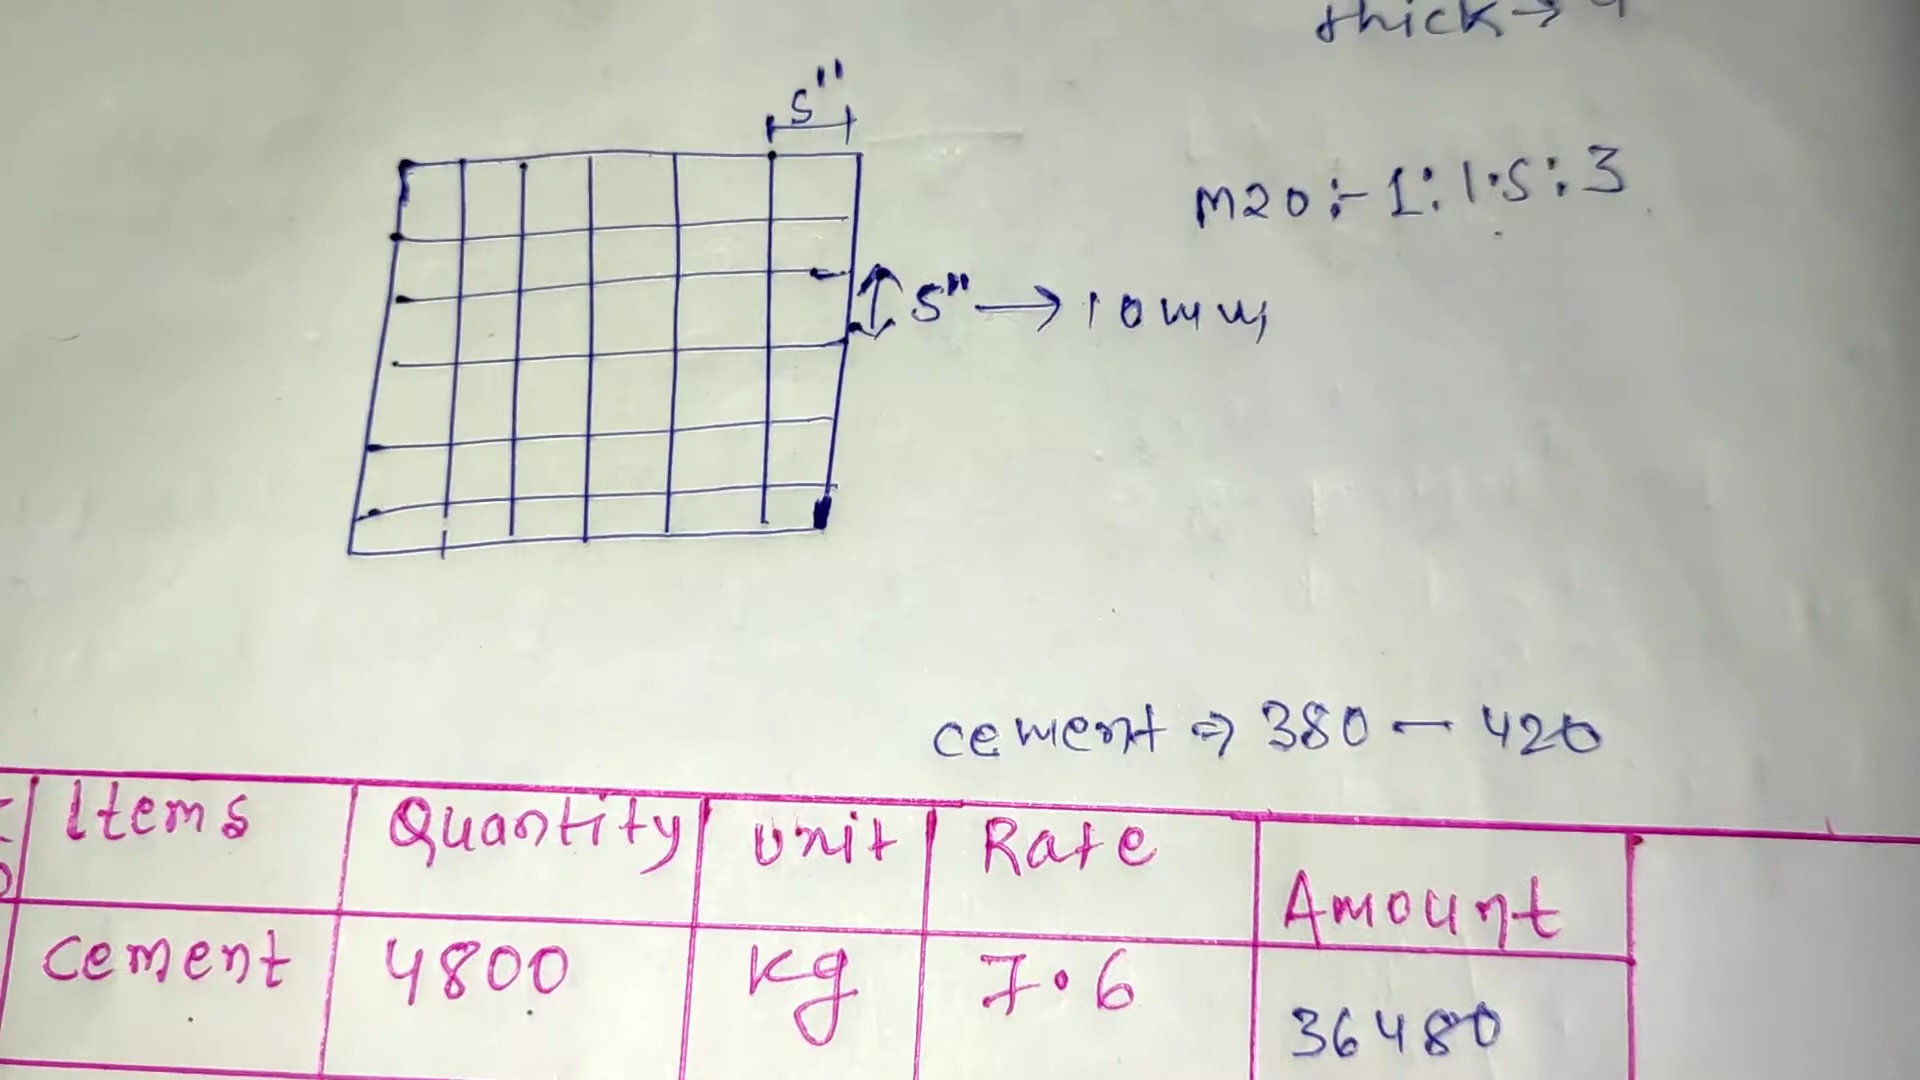 thick →
5"
M20 :- 1:1.5:3
5" → 10mm
cement ⇒ 380 - 420
Items Quantity Unit Rate Amount
cement 4800 kg 7.6 36480